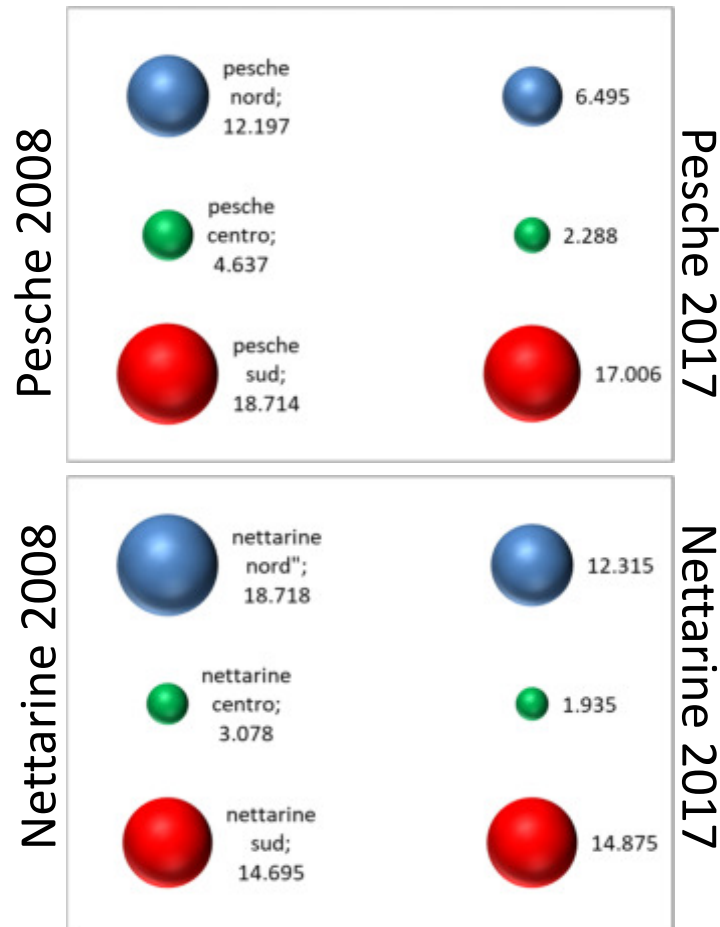 Pesche 2008
pesche
nord;
12.197
6.495
pesche
centro;
4.637
2.288
pesche
sud;
18.714
17.006
Pesche 2017
Nettarine 2008
nettarine
nord";
18.718
12.315
nettarine
centro;
3.078
1.935
nettarine
sud;
14.695
14.875
Nettarine 2017